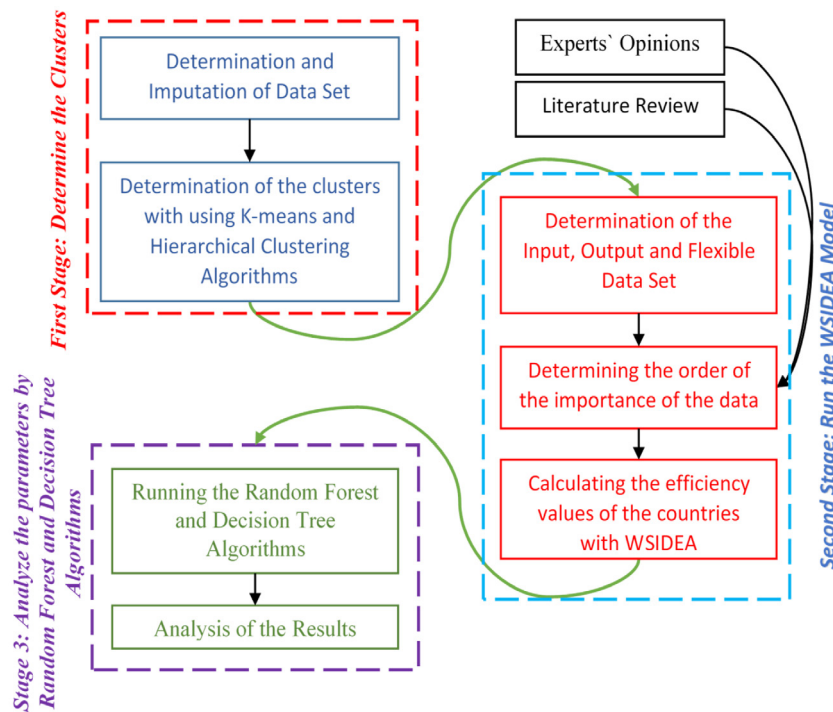 First Stage: Determine the Clusters
Determination and
Imputation of Data Set
Determination of the clusters
with using K-means and
Hierarchical Clustering
Algorithms
Experts` Opinions
Literature Review
Second Stage: Run the WSIDEA Model
Determination of the
Input, Output and Flexible
Data Set
Determining the order of
the importance of the data
Calculating the efficiency
values of the countries
with WSIDEA
Stage 3: Analyze the parameters by
Random Forest and Decision Tree
Algorithms
Running the Random Forest
and Decision Tree
Algorithms
Analysis of the Results